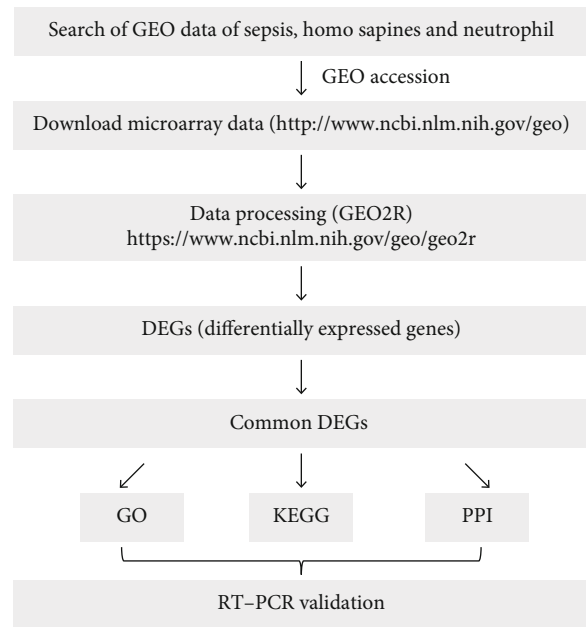 Search of GEO data of sepsis, homo sapines and neutrophil
GEO accession
Download microarray data (http://www.ncbi.nlm.nih.gov/geo)
Data processing (GEO2R)
https://www.ncbi.nlm.nih.gov/geo/geo2r
DEGs (differentially expressed genes)
Common DEGs
GO
KEGG
PPI
RT–PCR validation